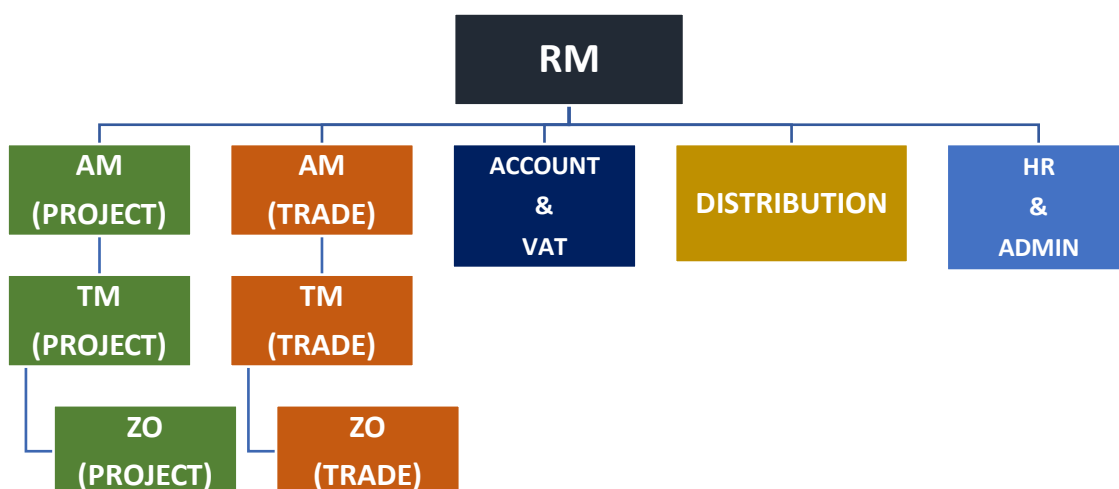 RM
AM
(PROJECT)
AM
(TRADE)
ACCOUNT
&
VAT
DISTRIBUTION
HR
&
ADMIN
TM
(PROJECT)
TM
(TRADE)
ZO
(PROJECT)
ZO
(TRADE)